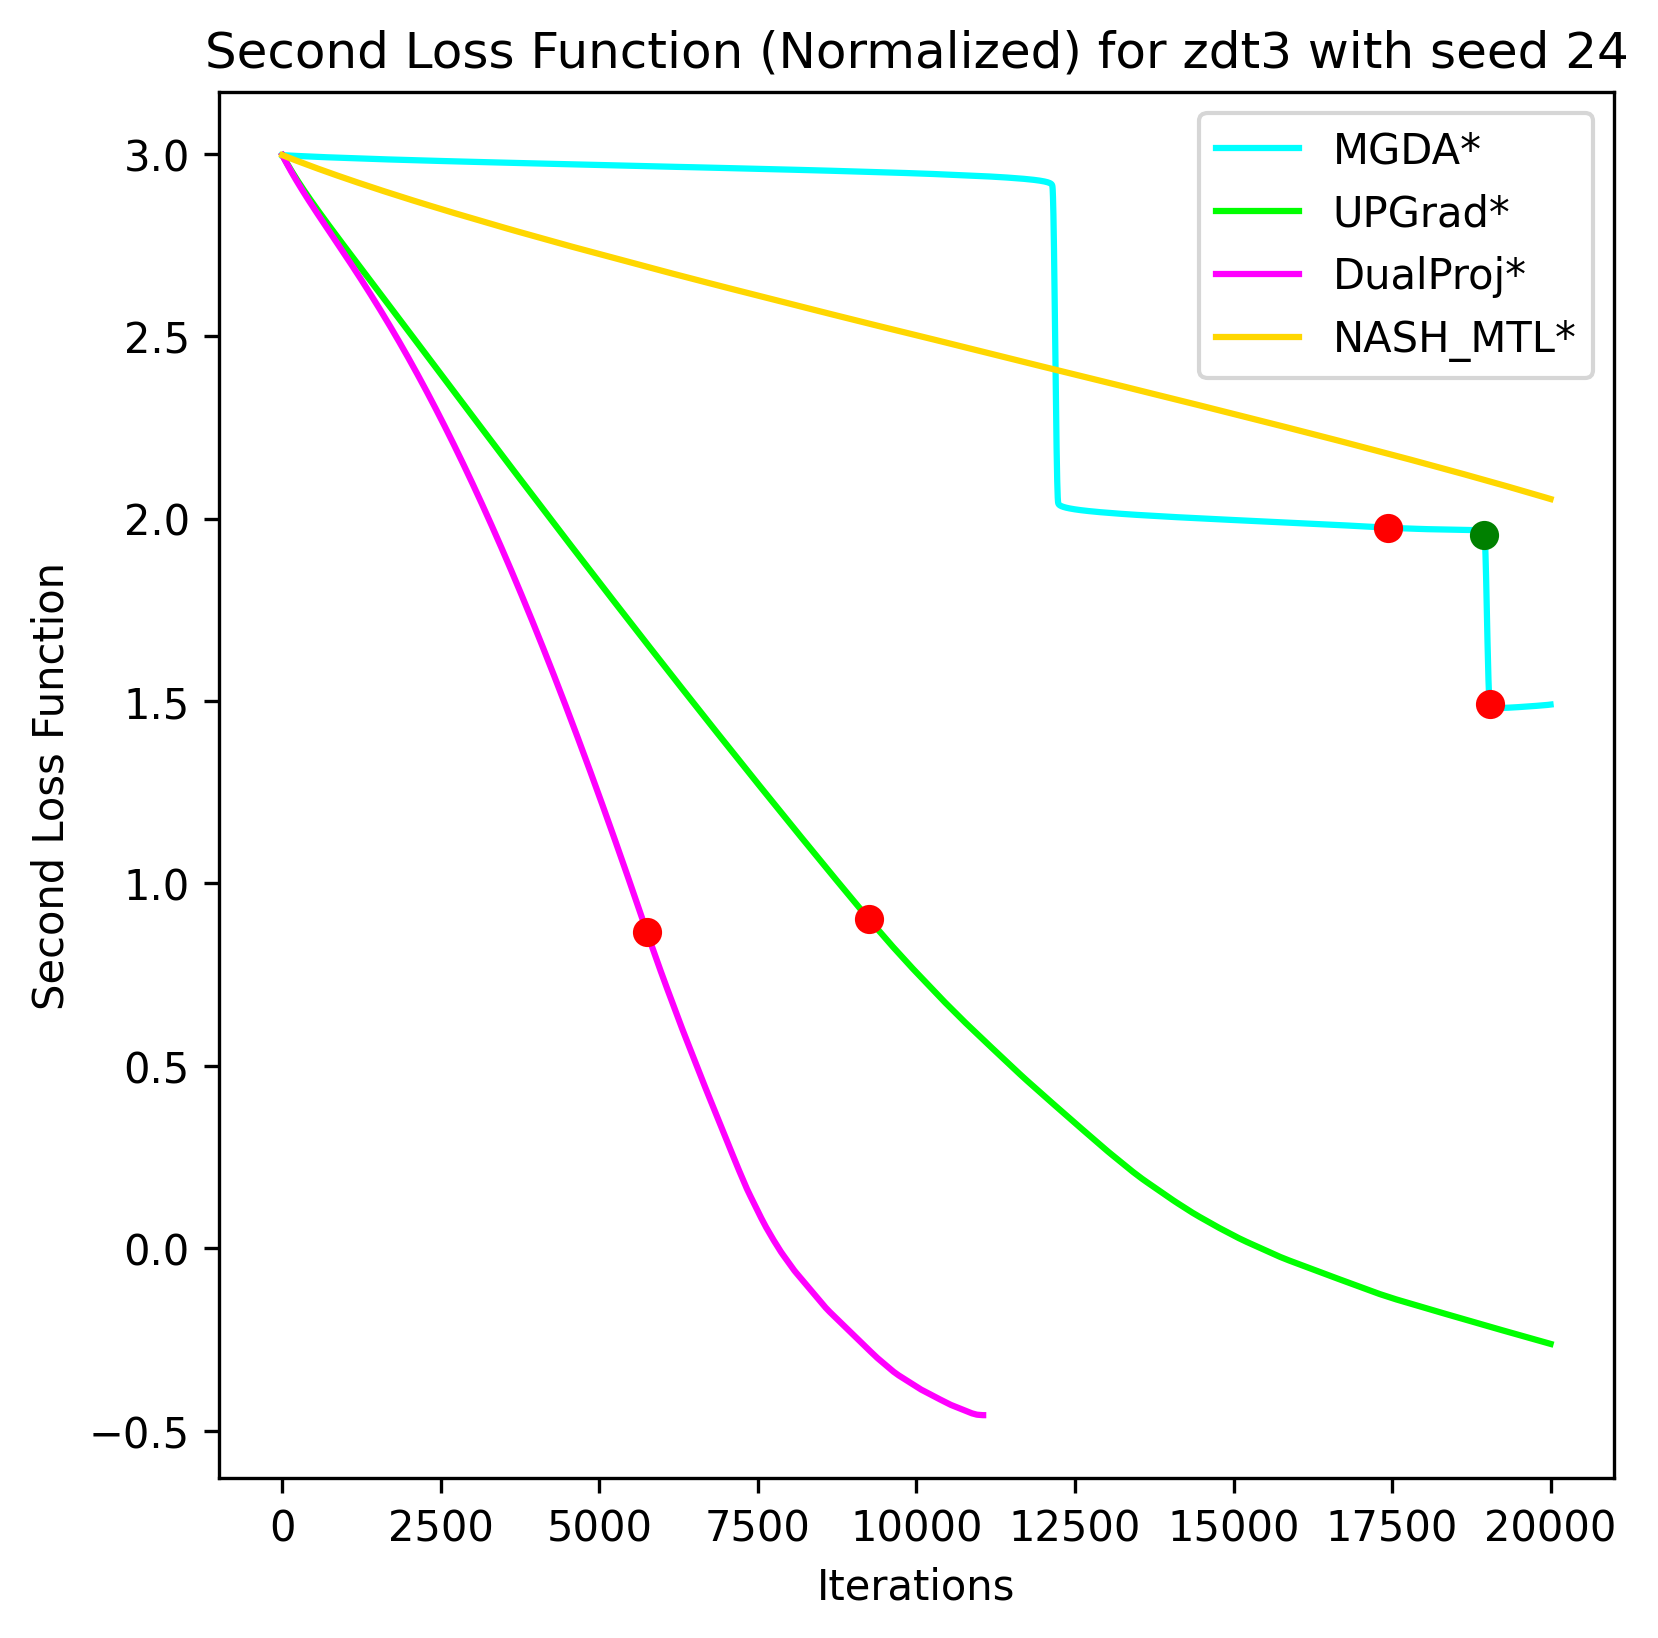 Second Loss Function (Normalized) for zdt3 with seed 24
MGDA*
UPGrad*
DualProj*
NASH_MTL*
3.0
2.5
2.0
1.5
1.0
0.5
0.0
−0.5
Second Loss Function
0 2500 5000 7500 10000 12500 15000 17500 20000
Iterations